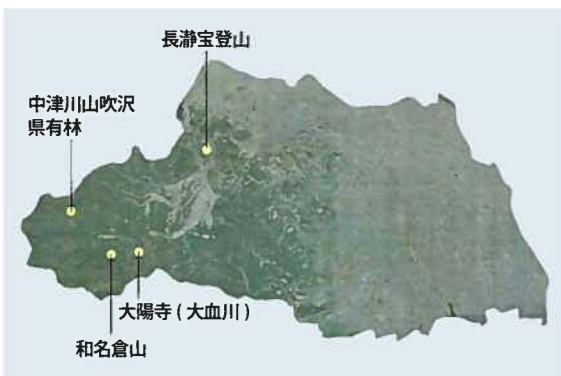 長瀞宝登山
中津川山吹沢
県有林
大陽寺 ( 大血川 )
和名倉山